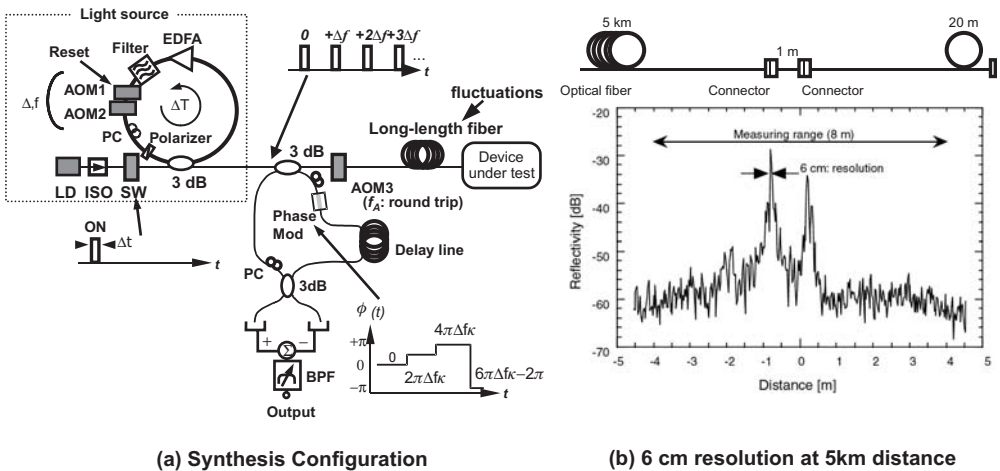 Light source
EDFA
Filter
Reset
AOM1
AOM2
Δ,f
ΔT
PC
Polarizer
3 dB
LD
ISO
SW
ON
Δt
t
0
+Δf
+2Δf
+3Δf
...
t
fluctuations
Long-length fiber
3 dB
Device
under test
AOM3
(fA: round trip)
Phase
Mod
Delay line
PC
3dB
+
Σ
−
BPF
Output
ϕ (t)
+π
0
−π
0
2πΔfκ
4πΔfκ
6πΔfκ−2π
t
(a) Synthesis Configuration
5 km
1 m
20 m
Optical fiber
Connector
Connector
Measuring range (8 m)
6 cm: resolution
Reflectivity [dB]
-20
-30
-40
-50
-60
-70
-5 -4 -3 -2 -1 0 1 2 3 4 5
Distance [m]
(b) 6 cm resolution at 5km distance